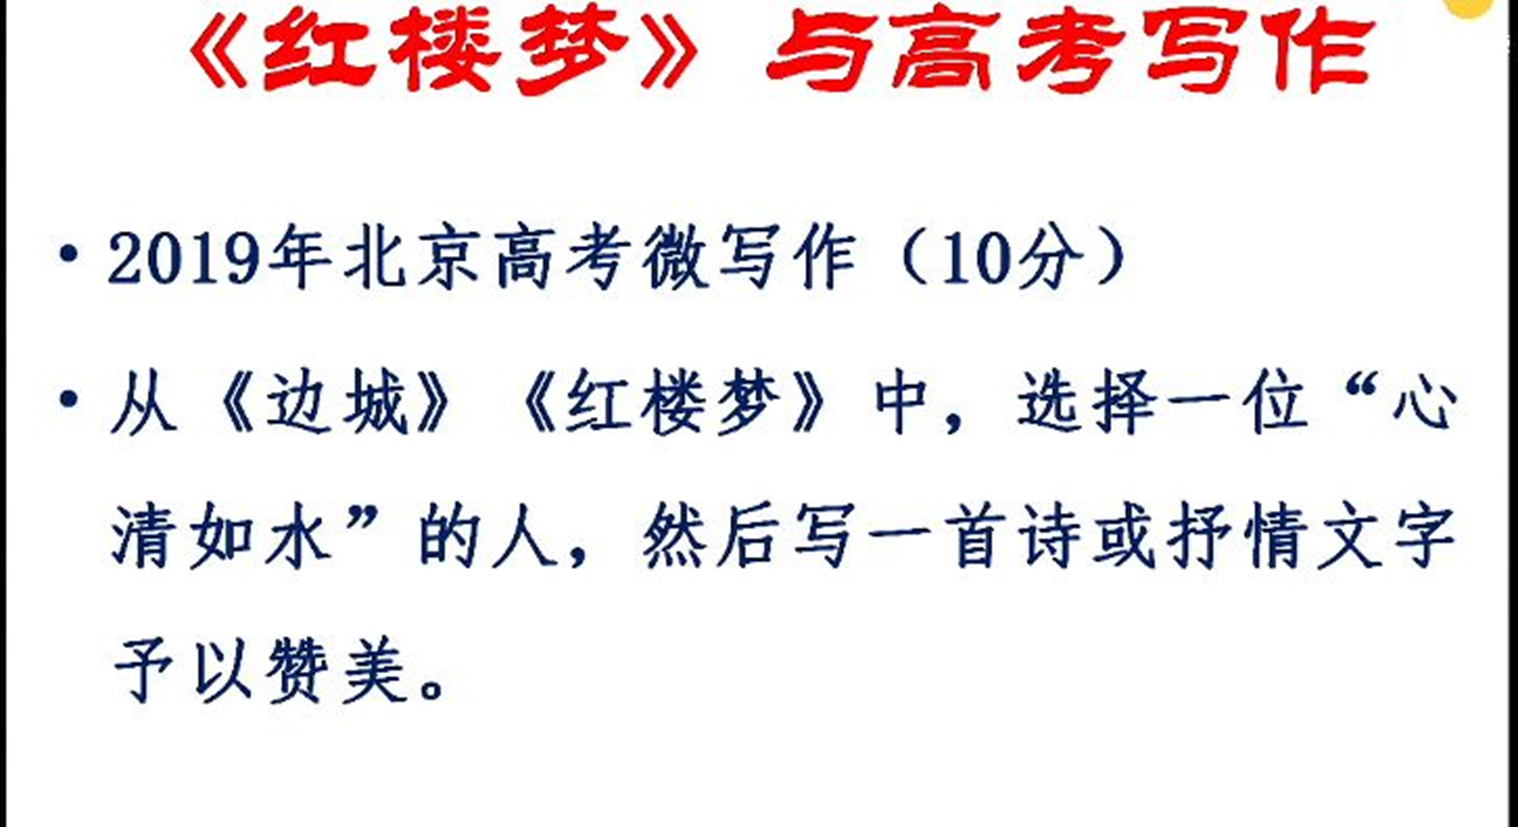 《红楼梦》与高考写作
• 2019年北京高考微写作（10分）
• 从《边城》《红楼梦》中，选择一位“心
清如水”的人，然后写一首诗或抒情文字
予以赞美。